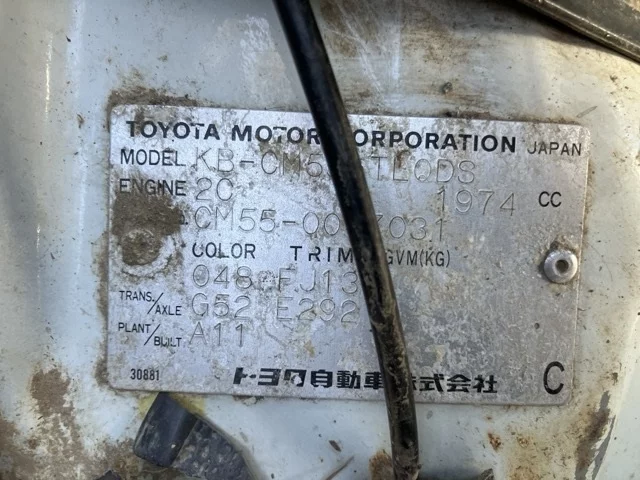 TOYOTA MOTOR CORPORATION JAPAN
MODEL KB-CM5 TLQDS
ENGINE 2C 1974 CC
CM55-00 7031
COLOR TRIM GVM(KG)
048 FJ13
TRANS./AXLE G52 E292
PLANT/BUILT A11
30881 トヨタ自動車株式会社 C